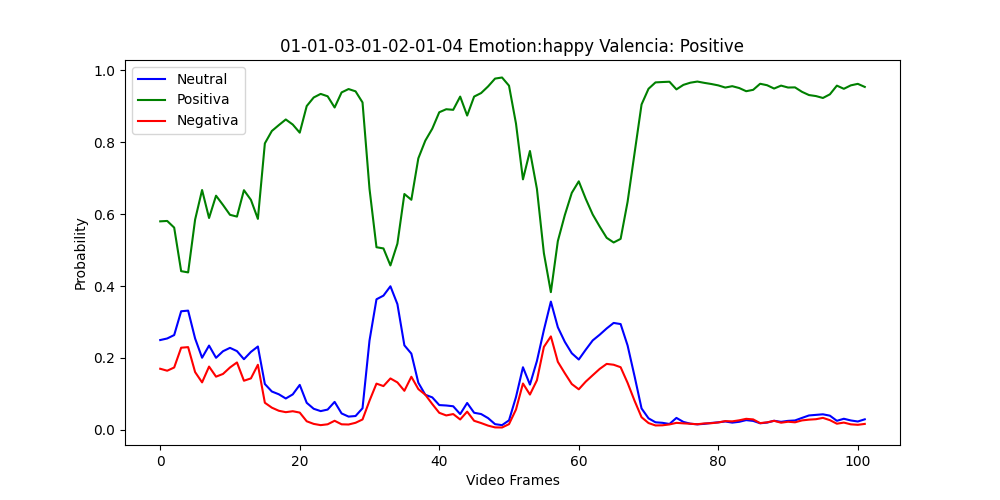 01-01-03-01-02-01-04 Emotion:happy Valencia: Positive
Neutral
Positiva
Negativa
Probability
1.0
0.8
0.6
0.4
0.2
0.0
0 20 40 60 80 100
Video Frames